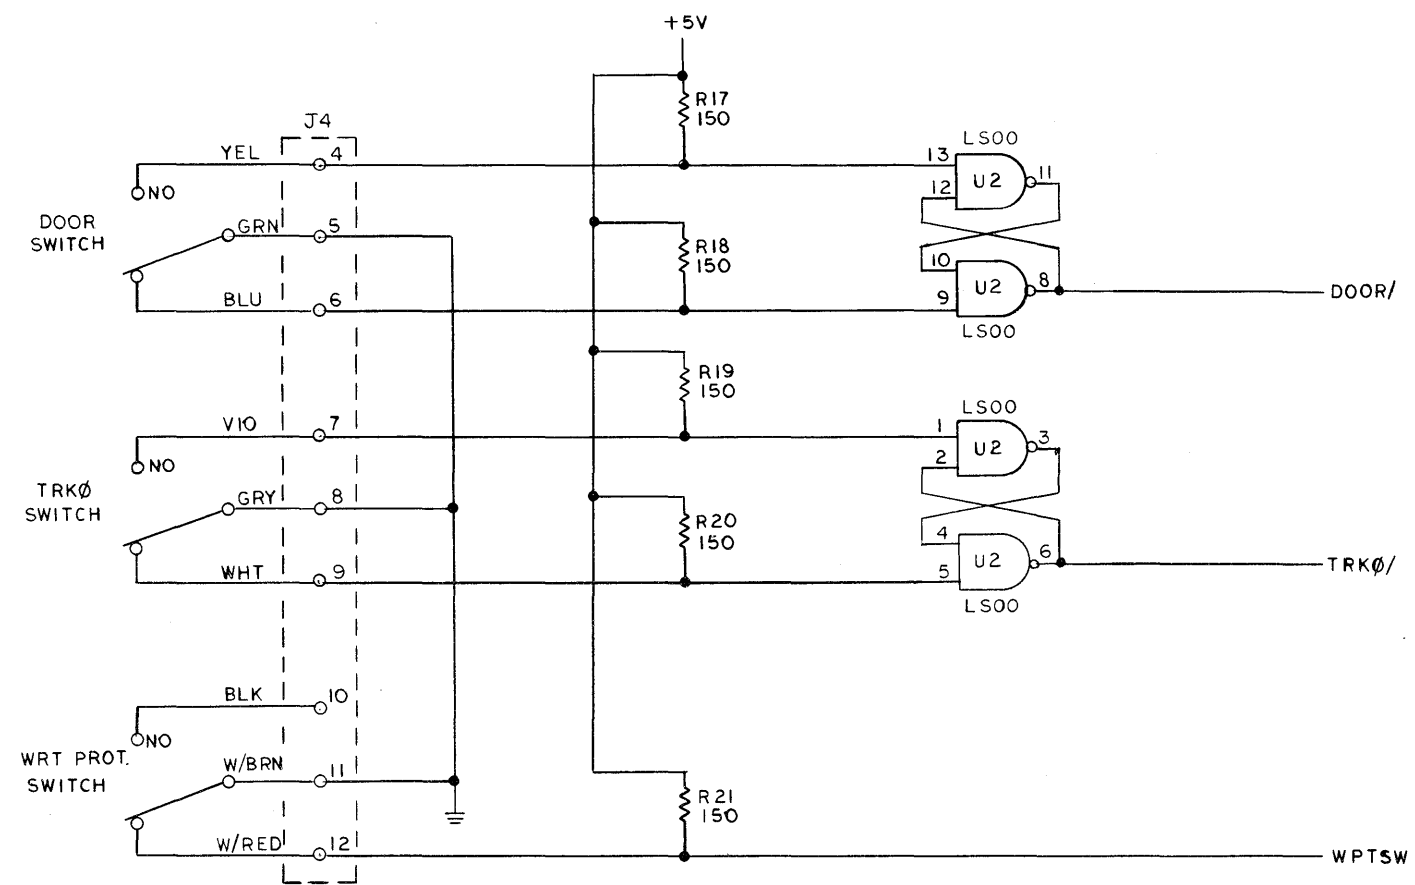 +5V
R17
150
J4
YEL
4
NO
DOOR
SWITCH
GRN
5
R18
150
BLU
6
LS00
13
12
U2
11
10
9
U2
8
LS00
DOOR/
R19
150
VIO
7
NO
TRKØ
SWITCH
GRY
8
R20
150
WHT
9
LS00
1
2
U2
3
4
5
U2
6
LS00
TRKØ/
BLK
10
NO
WRT PROT.
SWITCH
W/BRN
11
R21
150
W/RED
12
WPTSW